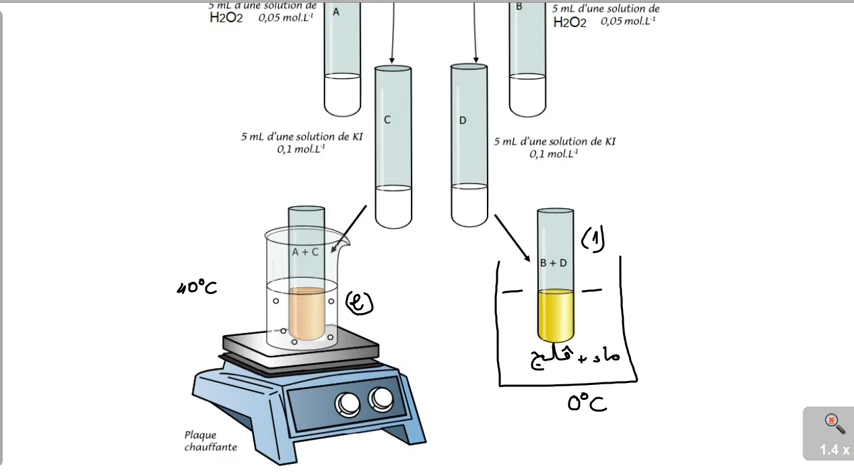 5 mL d'une solution de
H2O2 0,05 mol.L-1
A
B
5 mL d'une solution de
H2O2 0,05 mol.L-1
C
D
5 mL d'une solution de KI
0,1 mol.L-1
5 mL d'une solution de KI
0,1 mol.L-1
A + C
B + D
(1)
40°C
ماء + ثليج
0°C
Plaque
chauffante
1.4 x